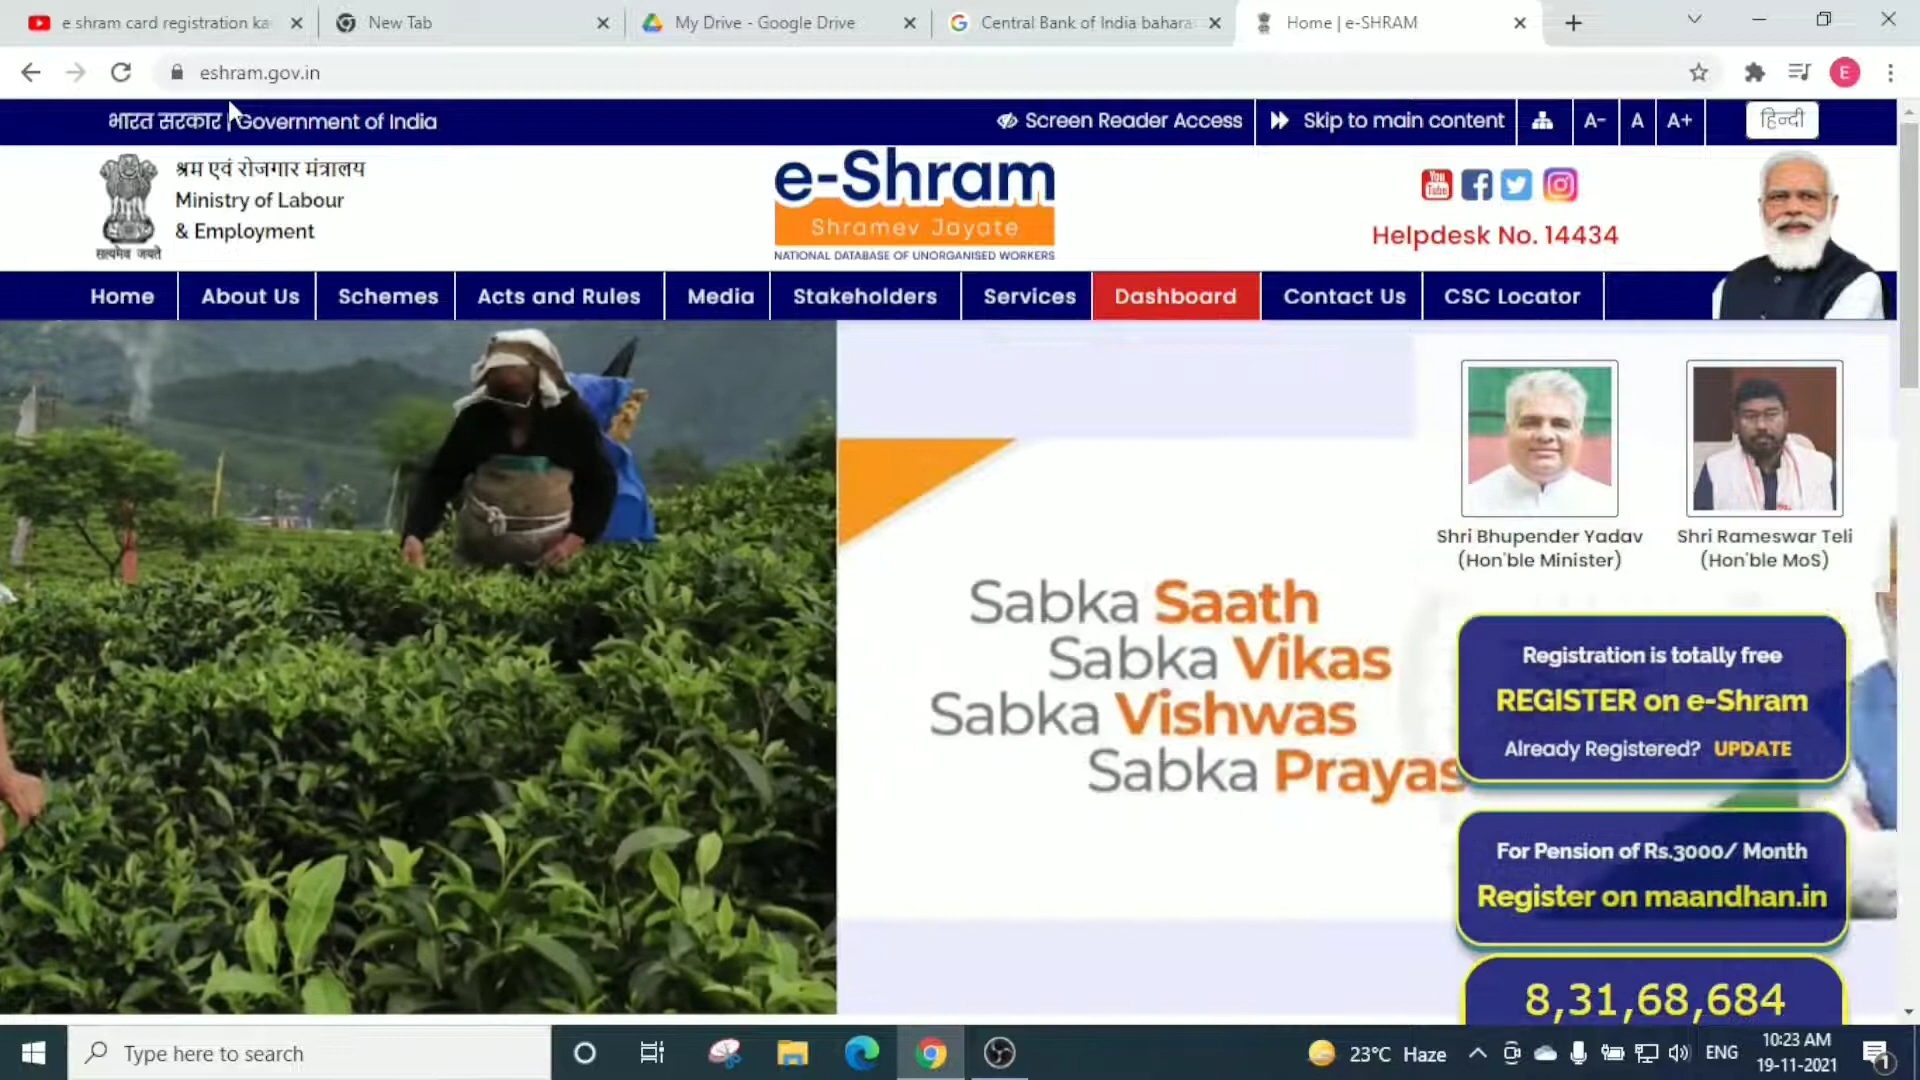 e shram card registration ka
New Tab
My Drive - Google Drive
Central Bank of India bahara
Home | e-SHRAM
eshram.gov.in
E
भारत सरकार | Government of India
Screen Reader Access
Skip to main content
A-
A
A+
हिन्दी
श्रम एवं रोजगार मंत्रालय
Ministry of Labour
& Employment
सत्यमेव जयते
e-Shram
Shramev Jayate
NATIONAL DATABASE OF UNORGANISED WORKERS
You
Tube
Helpdesk No. 14434
Home
About Us
Schemes
Acts and Rules
Media
Stakeholders
Services
Dashboard
Contact Us
CSC Locator
Shri Bhupender Yadav
(Hon'ble Minister)
Shri Rameswar Teli
(Hon'ble MoS)
Sabka Saath
Sabka Vikas
Sabka Vishwas
Sabka Prayas
Registration is totally free
REGISTER on e-Shram
Already Registered? UPDATE
For Pension of Rs.3000/ Month
Register on maandhan.in
8,31,68,684
Type here to search
23°C Haze
ENG
10:23 AM
19-11-2021
1